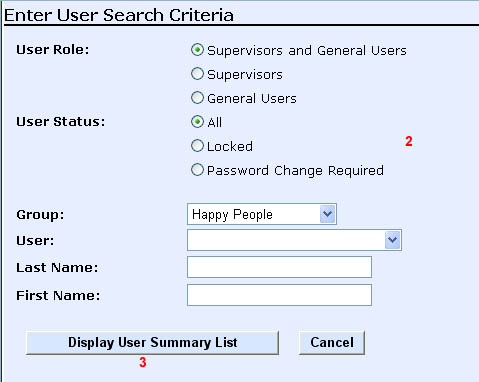 Enter User Search Criteria
User Role: Supervisors and General Users
Supervisors
General Users
User Status: All
Locked
2
Password Change Required
Group: Happy People
User:
Last Name:
First Name:
Display User Summary List Cancel
3